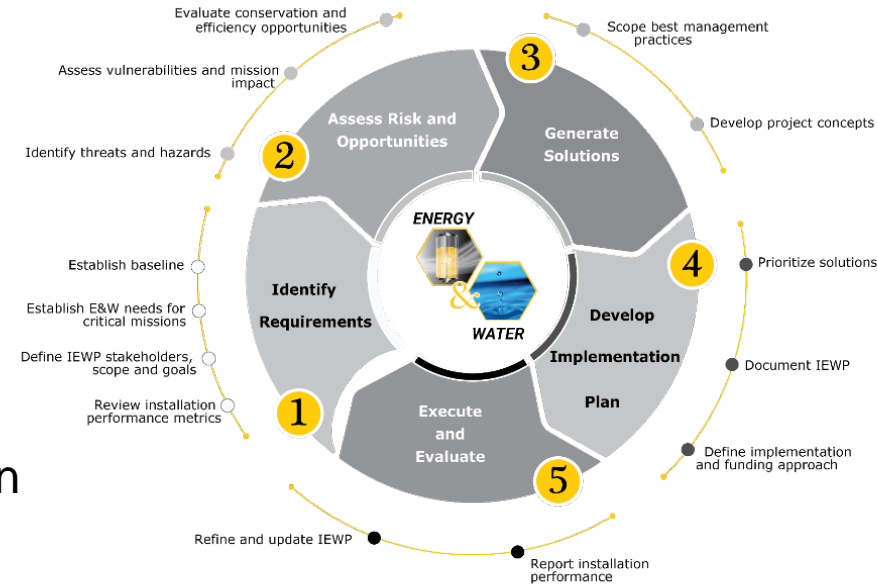 Evaluate conservation and
efficiency opportunities
Assess vulnerabilities and mission
impact
Identify threats and hazards
2
Assess Risk and
Opportunities
3
Generate
Solutions
Scope best management
practices
Develop project concepts
ENERGY
&
WATER
Establish baseline
Establish E&W needs for
critical missions
Define IEWP stakeholders,
scope and goals
Review installation
performance metrics
Identify
Requirements
1
4
Develop
Implementation
Plan
Prioritize solutions
Document IEWP
Define implementation
and funding approach
Execute
and
Evaluate
5
n
Refine and update IEWP
Report installation
performance